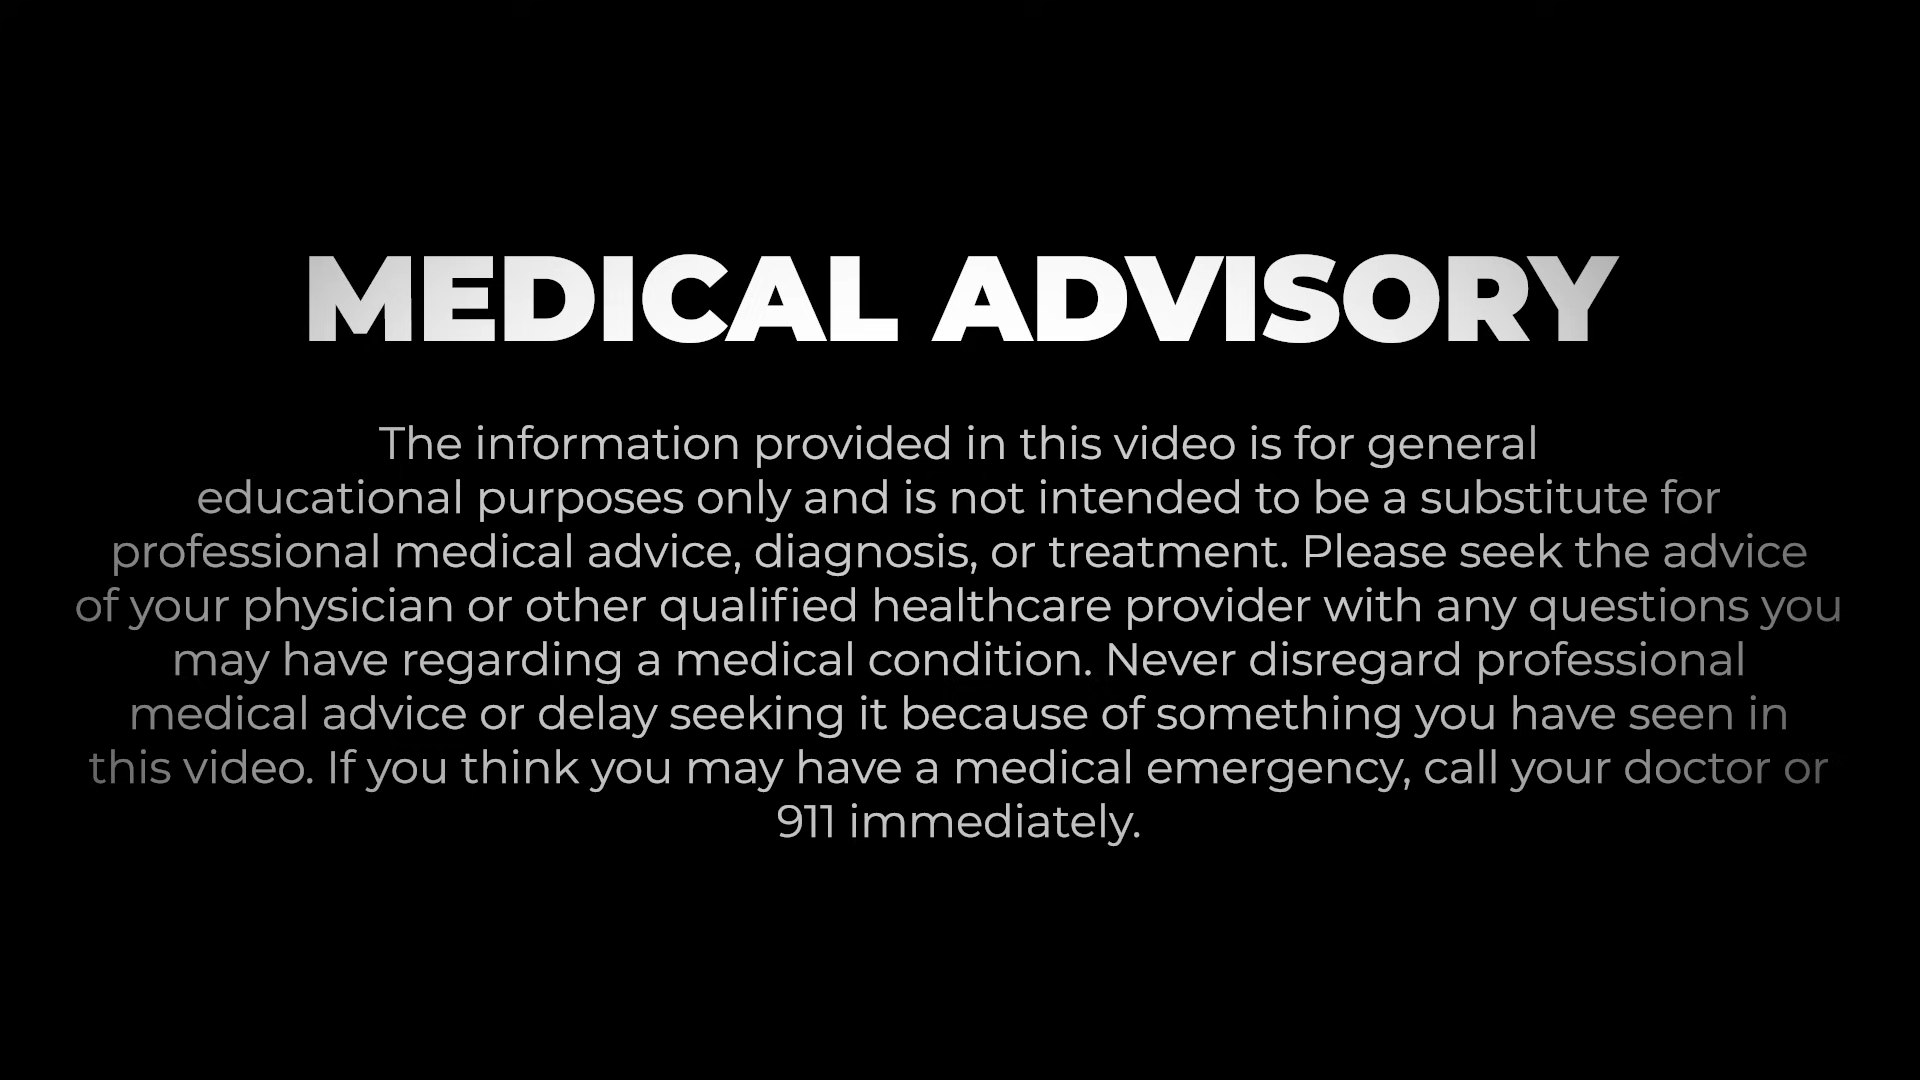 MEDICAL ADVISORY
The information provided in this video is for general
educational purposes only and is not intended to be a substitute for
professional medical advice, diagnosis, or treatment. Please seek the advice
of your physician or other qualified healthcare provider with any questions you
may have regarding a medical condition. Never disregard professional
medical advice or delay seeking it because of something you have seen in
this video. If you think you may have a medical emergency, call your doctor or
911 immediately.